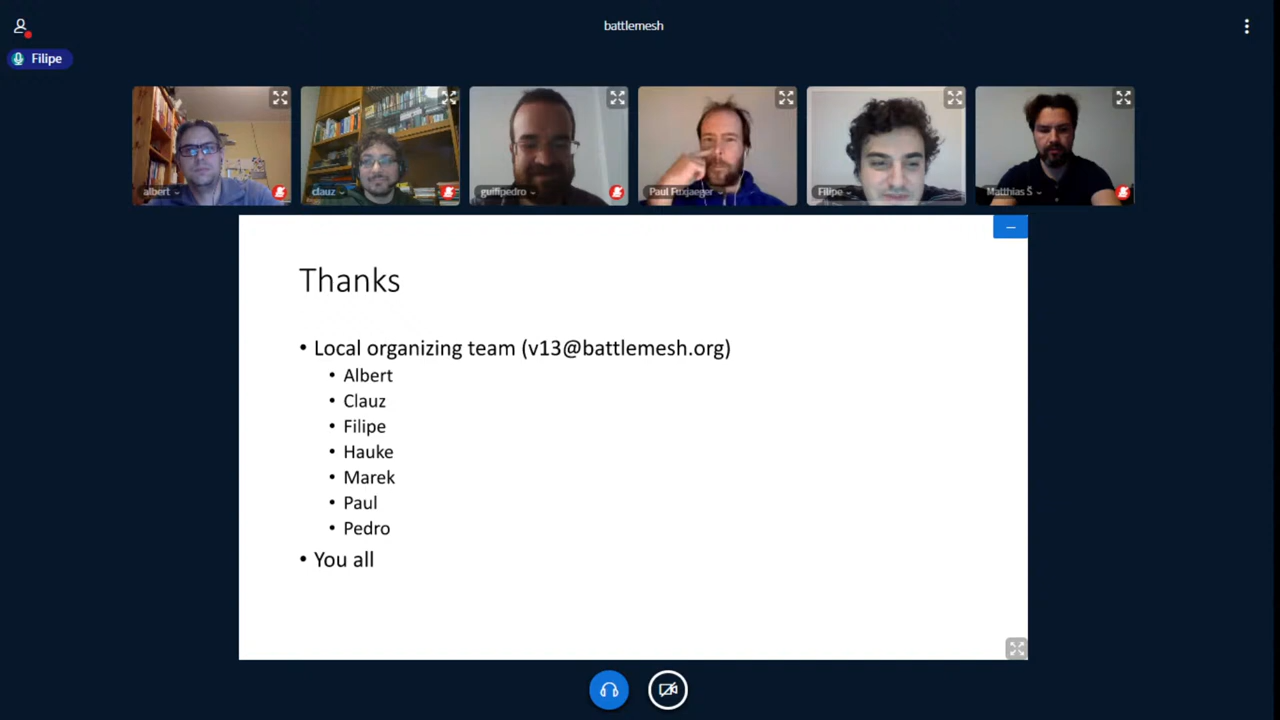 battlemesh
Filipe
albert
clauz
guifipedro
Paul Fuxjaeger
Filipe
Matthias Š
Thanks
• Local organizing team (v13@battlemesh.org)
• Albert
• Clauz
• Filipe
• Hauke
• Marek
• Paul
• Pedro
• You all